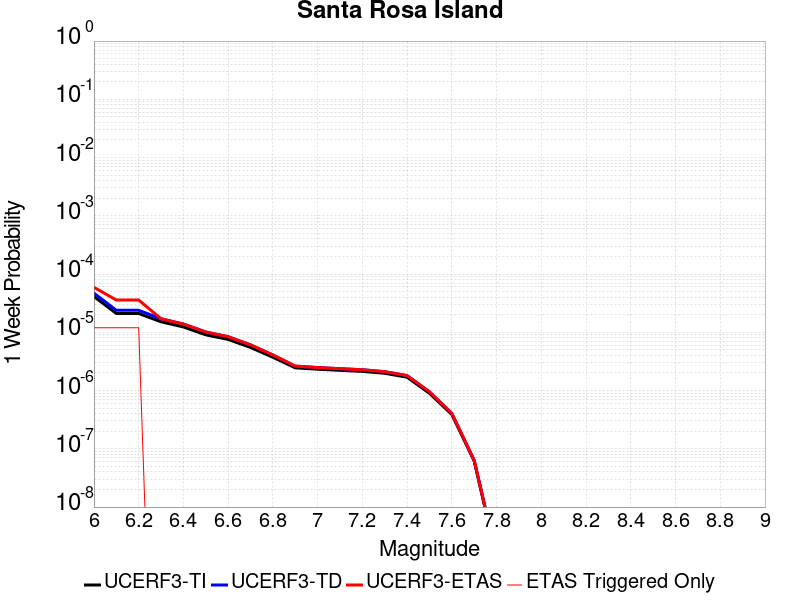 Santa Rosa Island
10^0
10^-1
10^-2
10^-3
10^-4
10^-5
10^-6
10^-7
10^-8
1 Week Probability
6 6.2 6.4 6.6 6.8 7 7.2 7.4 7.6 7.8 8 8.2 8.4 8.6 8.8 9
Magnitude
UCERF3-TI UCERF3-TD UCERF3-ETAS ETAS Triggered Only